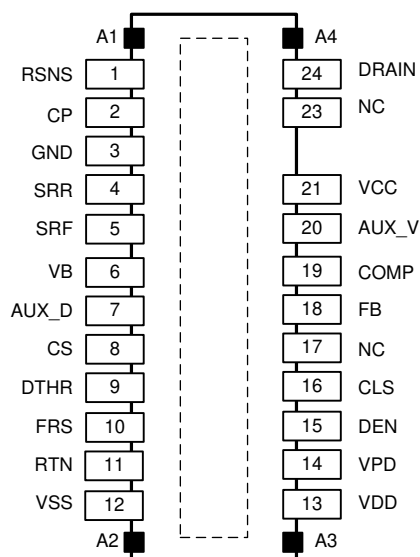 A1 A4
RSNS 1 24 DRAIN
CP 2 23 NC
GND 3
SRR 4 21 VCC
SRF 5 20 AUX_V
VB 6 19 COMP
AUX_D 7 18 FB
CS 8 17 NC
DTHR 9 16 CLS
FRS 10 15 DEN
RTN 11 14 VPD
VSS 12 13 VDD
A2 A3